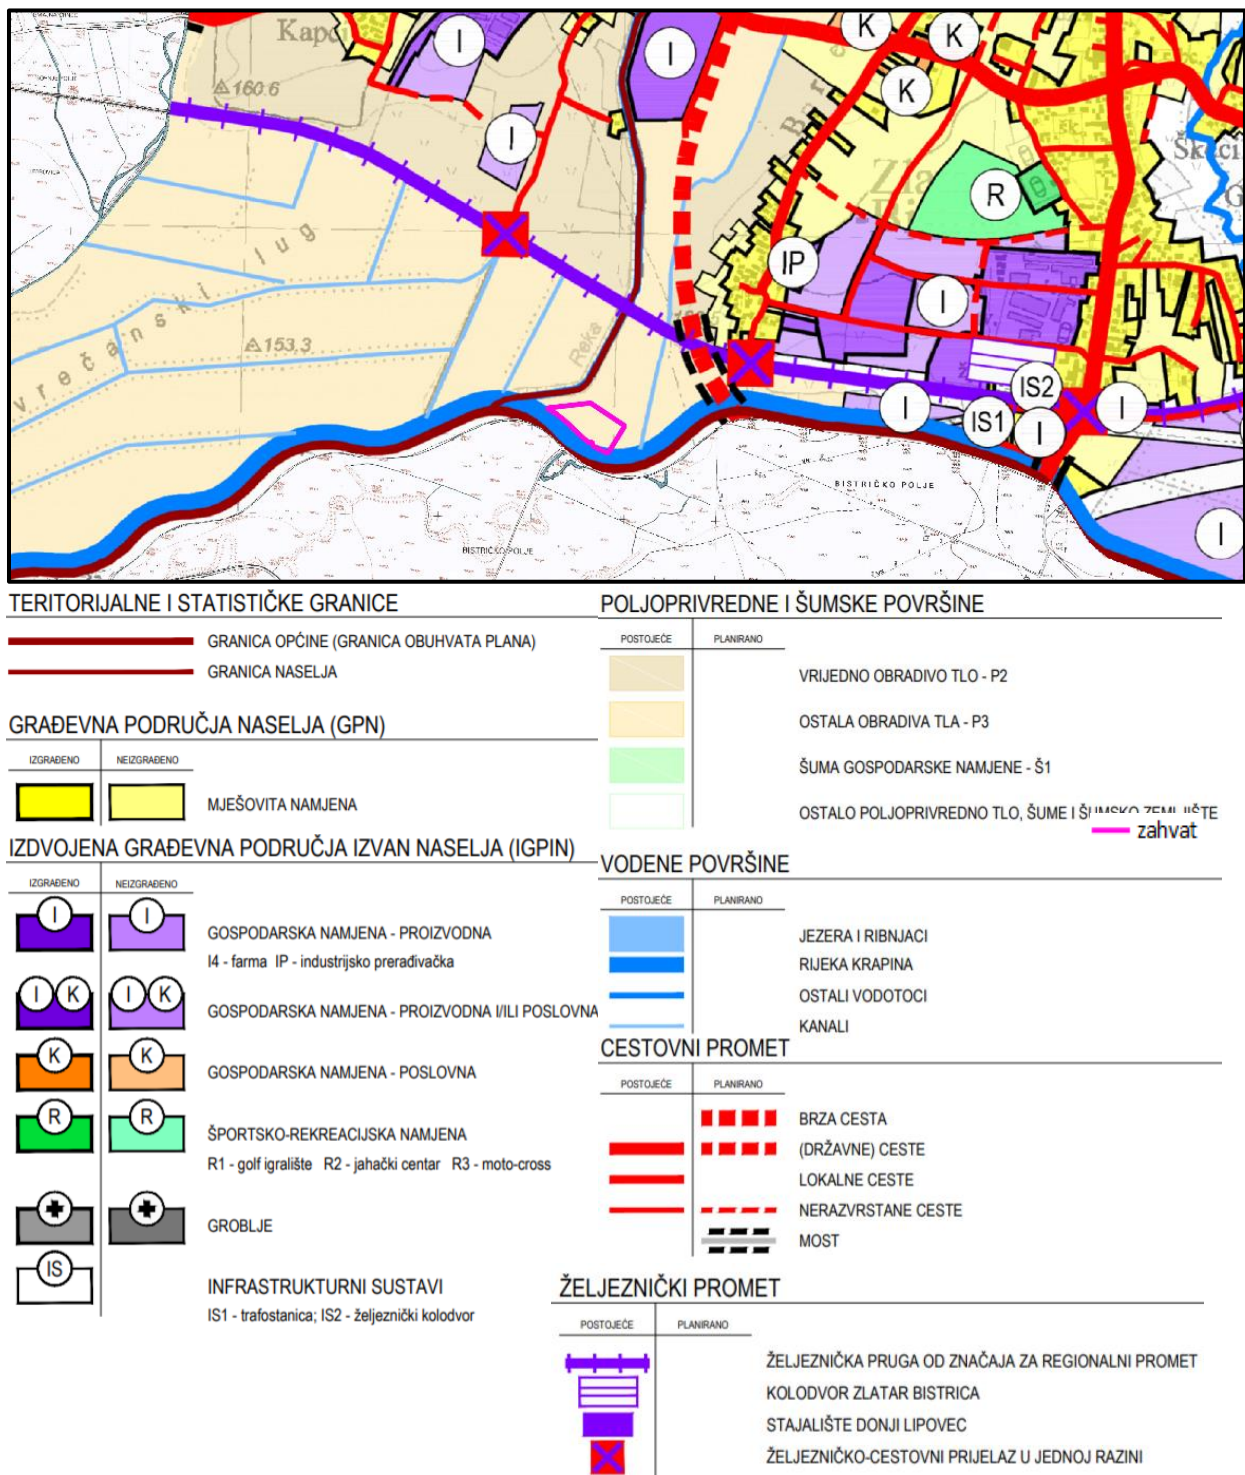 Kapci
I
I
K
K
K
160.6
I
Škrci
R
IP
I
vrečanski lug
153.3
Reka
IS2
I
IS1
I
I
BISTRIČKO POLJE
I
BISTRIČKO POLJE
TERITORIJALNE I STATISTIČKE GRANICE
GRANICA OPĆINE (GRANICA OBUHVATA PLANA)
GRANICA NASELJA
GRAĐEVNA PODRUČJA NASELJA (GPN)
IZGRAĐENO NEIZGRAĐENO
MJEŠOVITA NAMJENA
IZDVOJENA GRAĐEVNA PODRUČJA IZVAN NASELJA (IGPIN)
IZGRAĐENO NEIZGRAĐENO
I I
GOSPODARSKA NAMJENA - PROIZVODNA
I4 - farma IP - industrijsko prerađivačka
I K I K
GOSPODARSKA NAMJENA - PROIZVODNA I/ILI POSLOVNA
K K
GOSPODARSKA NAMJENA - POSLOVNA
R R
ŠPORTSKO-REKREACIJSKA NAMJENA
R1 - golf igralište R2 - jahački centar R3 - moto-cross
GROBLJE
IS
INFRASTRUKTURNI SUSTAVI
IS1 - trafostanica; IS2 - željeznički kolodvor
POLJOPRIVREDNE I ŠUMSKE POVRŠINE
POSTOJEĆE PLANIRANO
VRIJEDNO OBRADIVO TLO - P2
OSTALA OBRADIVA TLA - P3
ŠUMA GOSPODARSKE NAMJENE - Š1
OSTALO POLJOPRIVREDNO TLO, ŠUME I ŠUMSKO ZEMLJIŠTE
zahvat
VODENE POVRŠINE
POSTOJEĆE PLANIRANO
JEZERA I RIBNJACI
RIJEKA KRAPINA
OSTALI VODOTOCI
KANALI
CESTOVNI PROMET
POSTOJEĆE PLANIRANO
BRZA CESTA
(DRŽAVNE) CESTE
LOKALNE CESTE
NERAZVRSTANE CESTE
MOST
ŽELJEZNIČKI PROMET
POSTOJEĆE PLANIRANO
ŽELJEZNIČKA PRUGA OD ZNAČAJA ZA REGIONALNI PROMET
KOLODVOR ZLATAR BISTRICA
STAJALIŠTE DONJI LIPOVEC
ŽELJEZNIČKO-CESTOVNI PRIJELAZ U JEDNOJ RAZINI